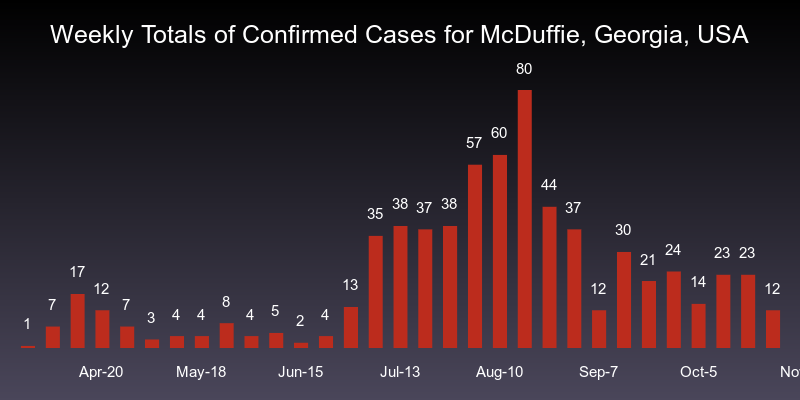 Weekly Totals of Confirmed Cases for McDuffie, Georgia, USA
1 7 17 12 7 3 4 4 8 4 5 2 4 13 35 38 37 38 57 60 80 44 37 12 30 21 24 14 23 23 12
Apr-20 May-18 Jun-15 Jul-13 Aug-10 Sep-7 Oct-5 No